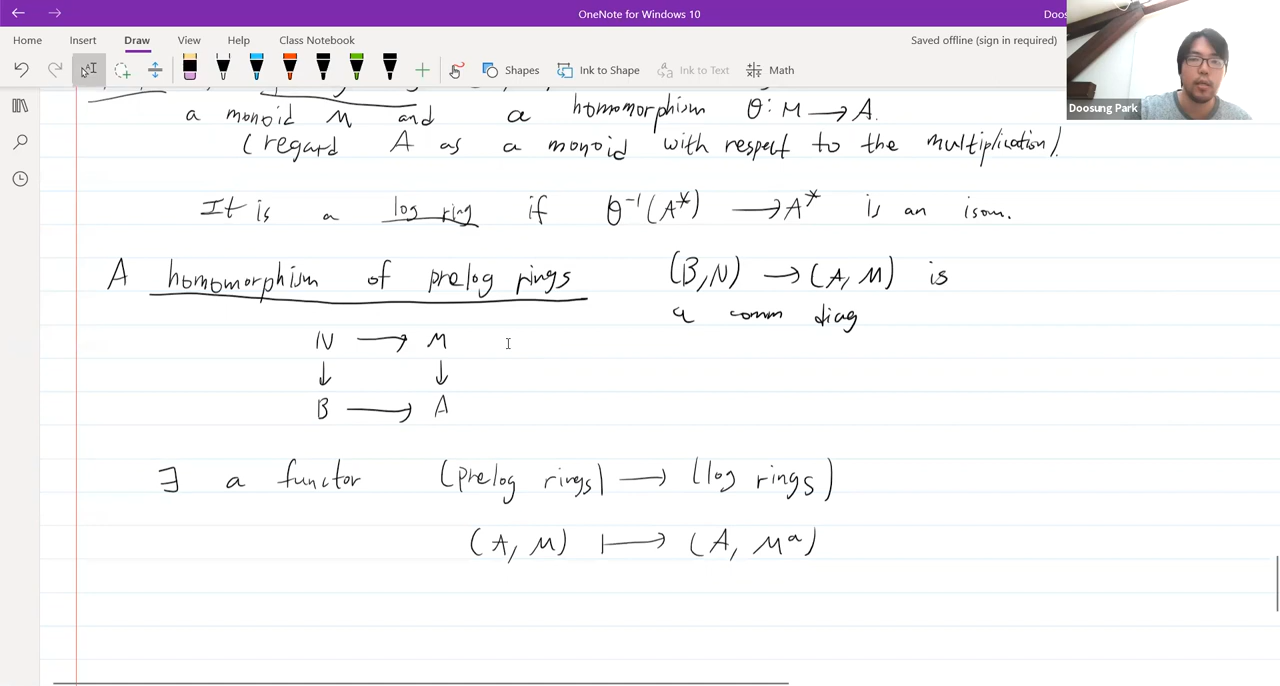 OneNote for Windows 10
Doos
Home Insert Draw View Help Class Notebook
Saved offline (sign in required)
Shapes Ink to Shape Ink to Text Math
Doosung Park
a monoid M and a homomorphism θ: M → A.
(regard A as a monoid with respect to the multiplication).
It is a log ring if θ⁻¹(A*) → A* is an isom.
A homomorphism of prelog rings (B, N) → (A, M) is
a comm diag
N → M
↓ ↓
B → A
∃ a functor (prelog rings) → (log rings)
(A, M) ↦ (A, Mᵃ)